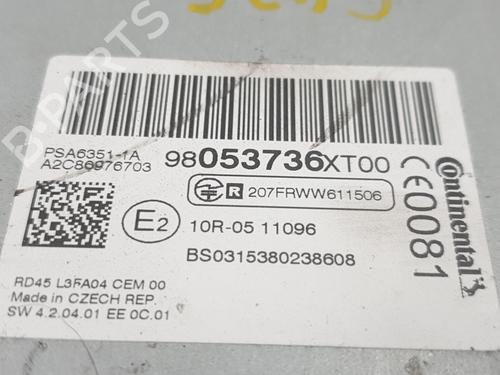 PSA6351-1A
A2C86976703
98053736XT00
R 207FRWW611506
E2
10R-05 11096
BS0315380238608
RD45 L3FA04 CEM 00
Made in CZECH REP.
SW 4.2.04.01 EE 0C.01
Continental
CE0081
B-PARTS